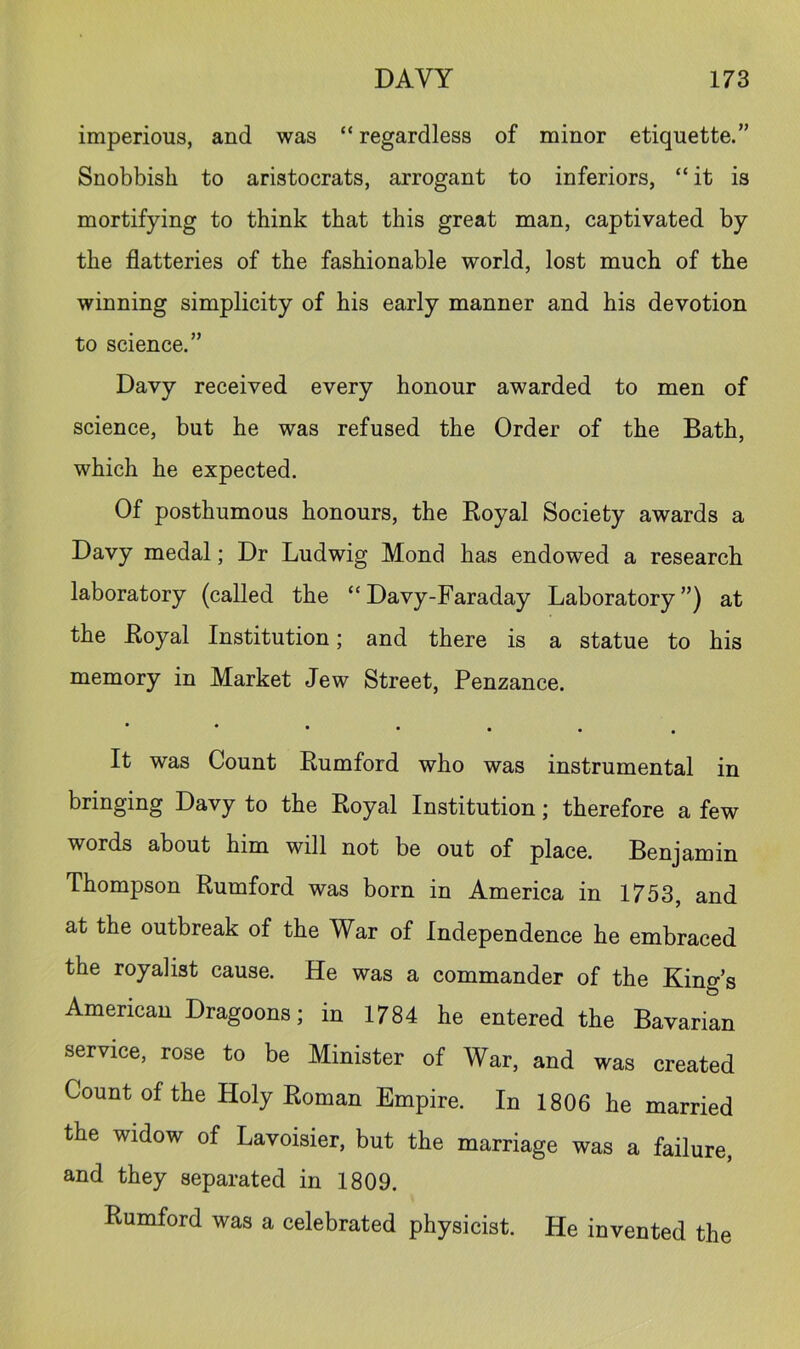 DAVY 173
imperious, and was “regardless of minor etiquette.”
Snobbish to aristocrats, arrogant to inferiors, “it is
mortifying to think that this great man, captivated by
the flatteries of the fashionable world, lost much of the
winning simplicity of his early manner and his devotion
to science.”
Davy received every honour awarded to men of
science, but he was refused the Order of the Bath,
which he expected.
Of posthumous honours, the Royal Society awards a
Davy medal; Dr Ludwig Mond has endowed a research
laboratory (called the “Davy-Faraday Laboratory”) at
the Royal Institution; and there is a statue to his
memory in Market Jew Street, Penzance.
. . . . . . .
It was Count Rumford who was instrumental in
bringing Davy to the Royal Institution; therefore a few
words about him will not be out of place. Benjamin
Thompson Rumford was born in America in 1753, and
at the outbreak of the War of Independence he embraced
the royalist cause. He was a commander of the King’s
American Dragoons; in 1784 he entered the Bavarian
service, rose to be Minister of War, and was created
Count of the Holy Roman Empire. In 1806 he married
the widow of Lavoisier, but the marriage was a failure,
and they separated in 1809.
Rumford was a celebrated physicist. He invented the